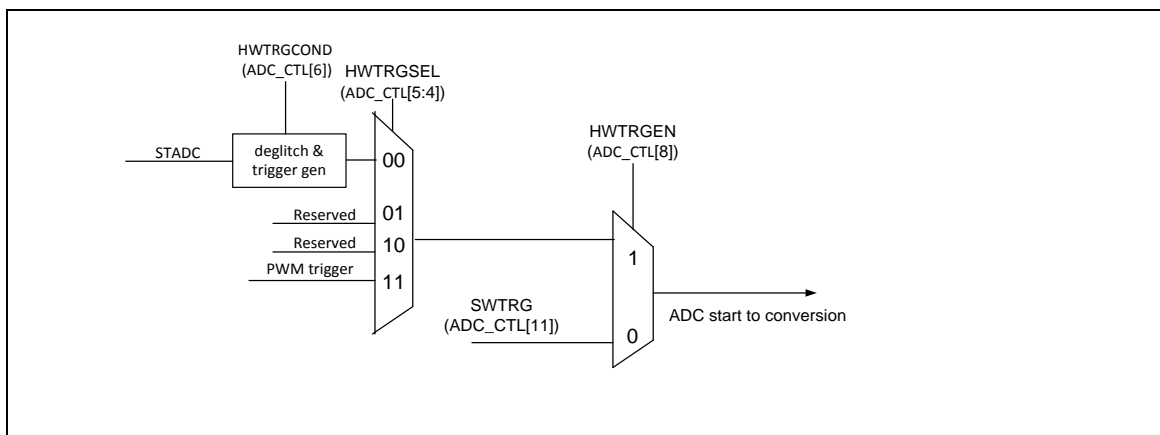 HWTRGCOND
(ADC_CTL[6])
HWTRGSEL
(ADC_CTL[5:4])
HWTRGEN
(ADC_CTL[8])
STADC
deglitch &
trigger gen
00
Reserved
01
Reserved
10
PWM trigger
11
1
SWTRG
(ADC_CTL[11])
0
ADC start to conversion